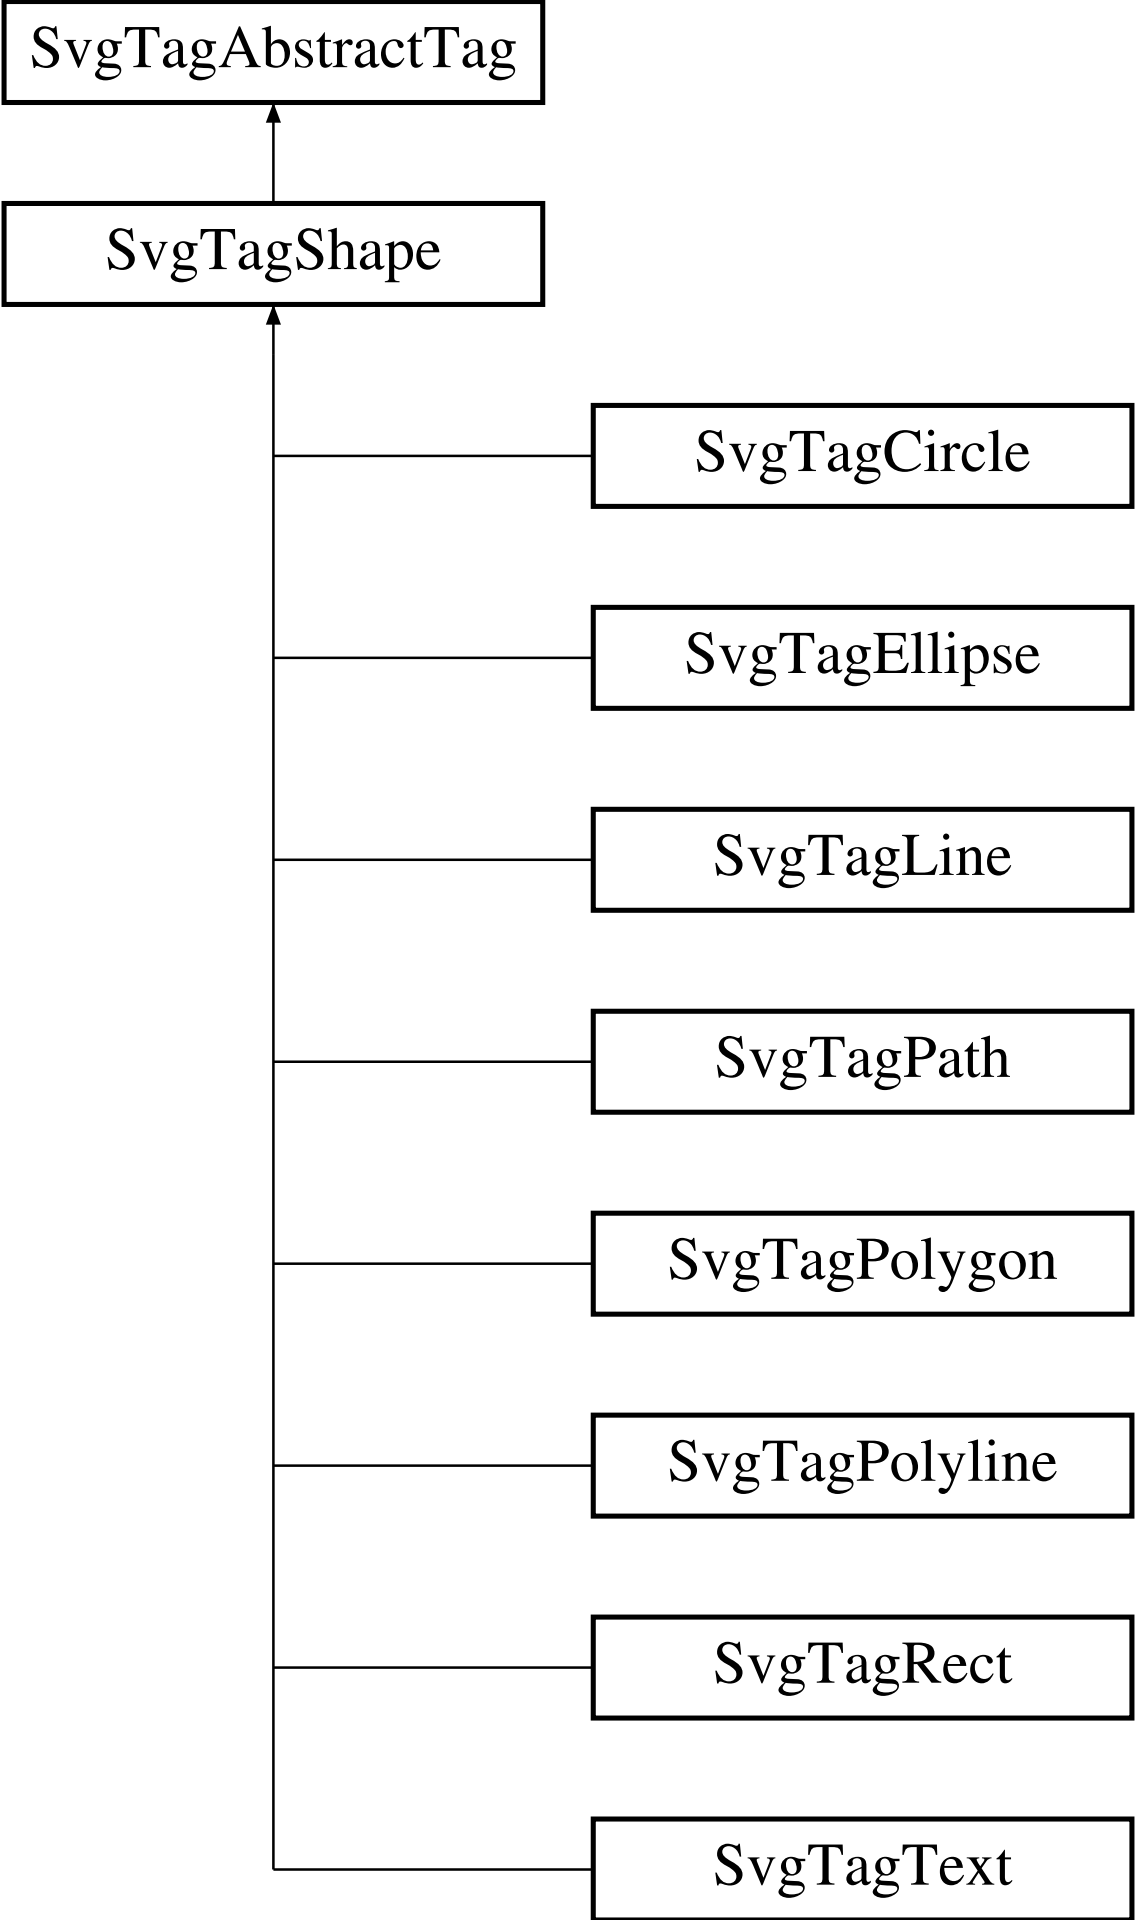 SvgTagAbstractTag
SvgTagShape
SvgTagCircle
SvgTagEllipse
SvgTagLine
SvgTagPath
SvgTagPolygon
SvgTagPolyline
SvgTagRect
SvgTagText